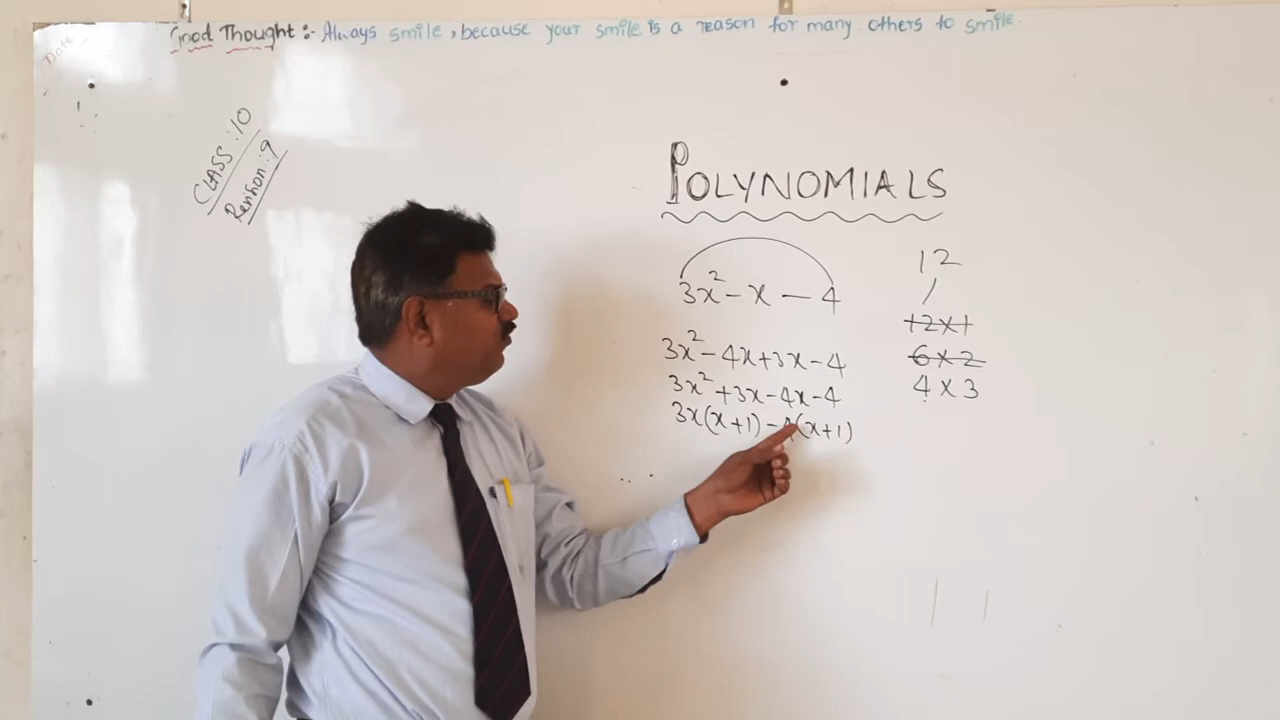 Date
Good Thought :- Always smile, because your smile is a reason for many others to smile.
CLASS : 10
Revision : 9
POLYNOMIALS
3x² - x - 4
3x² - 4x + 3x - 4
3x² + 3x - 4x - 4
3x(x+1) - 4(x+1)
12
12 x 1
6 x 2
4 x 3